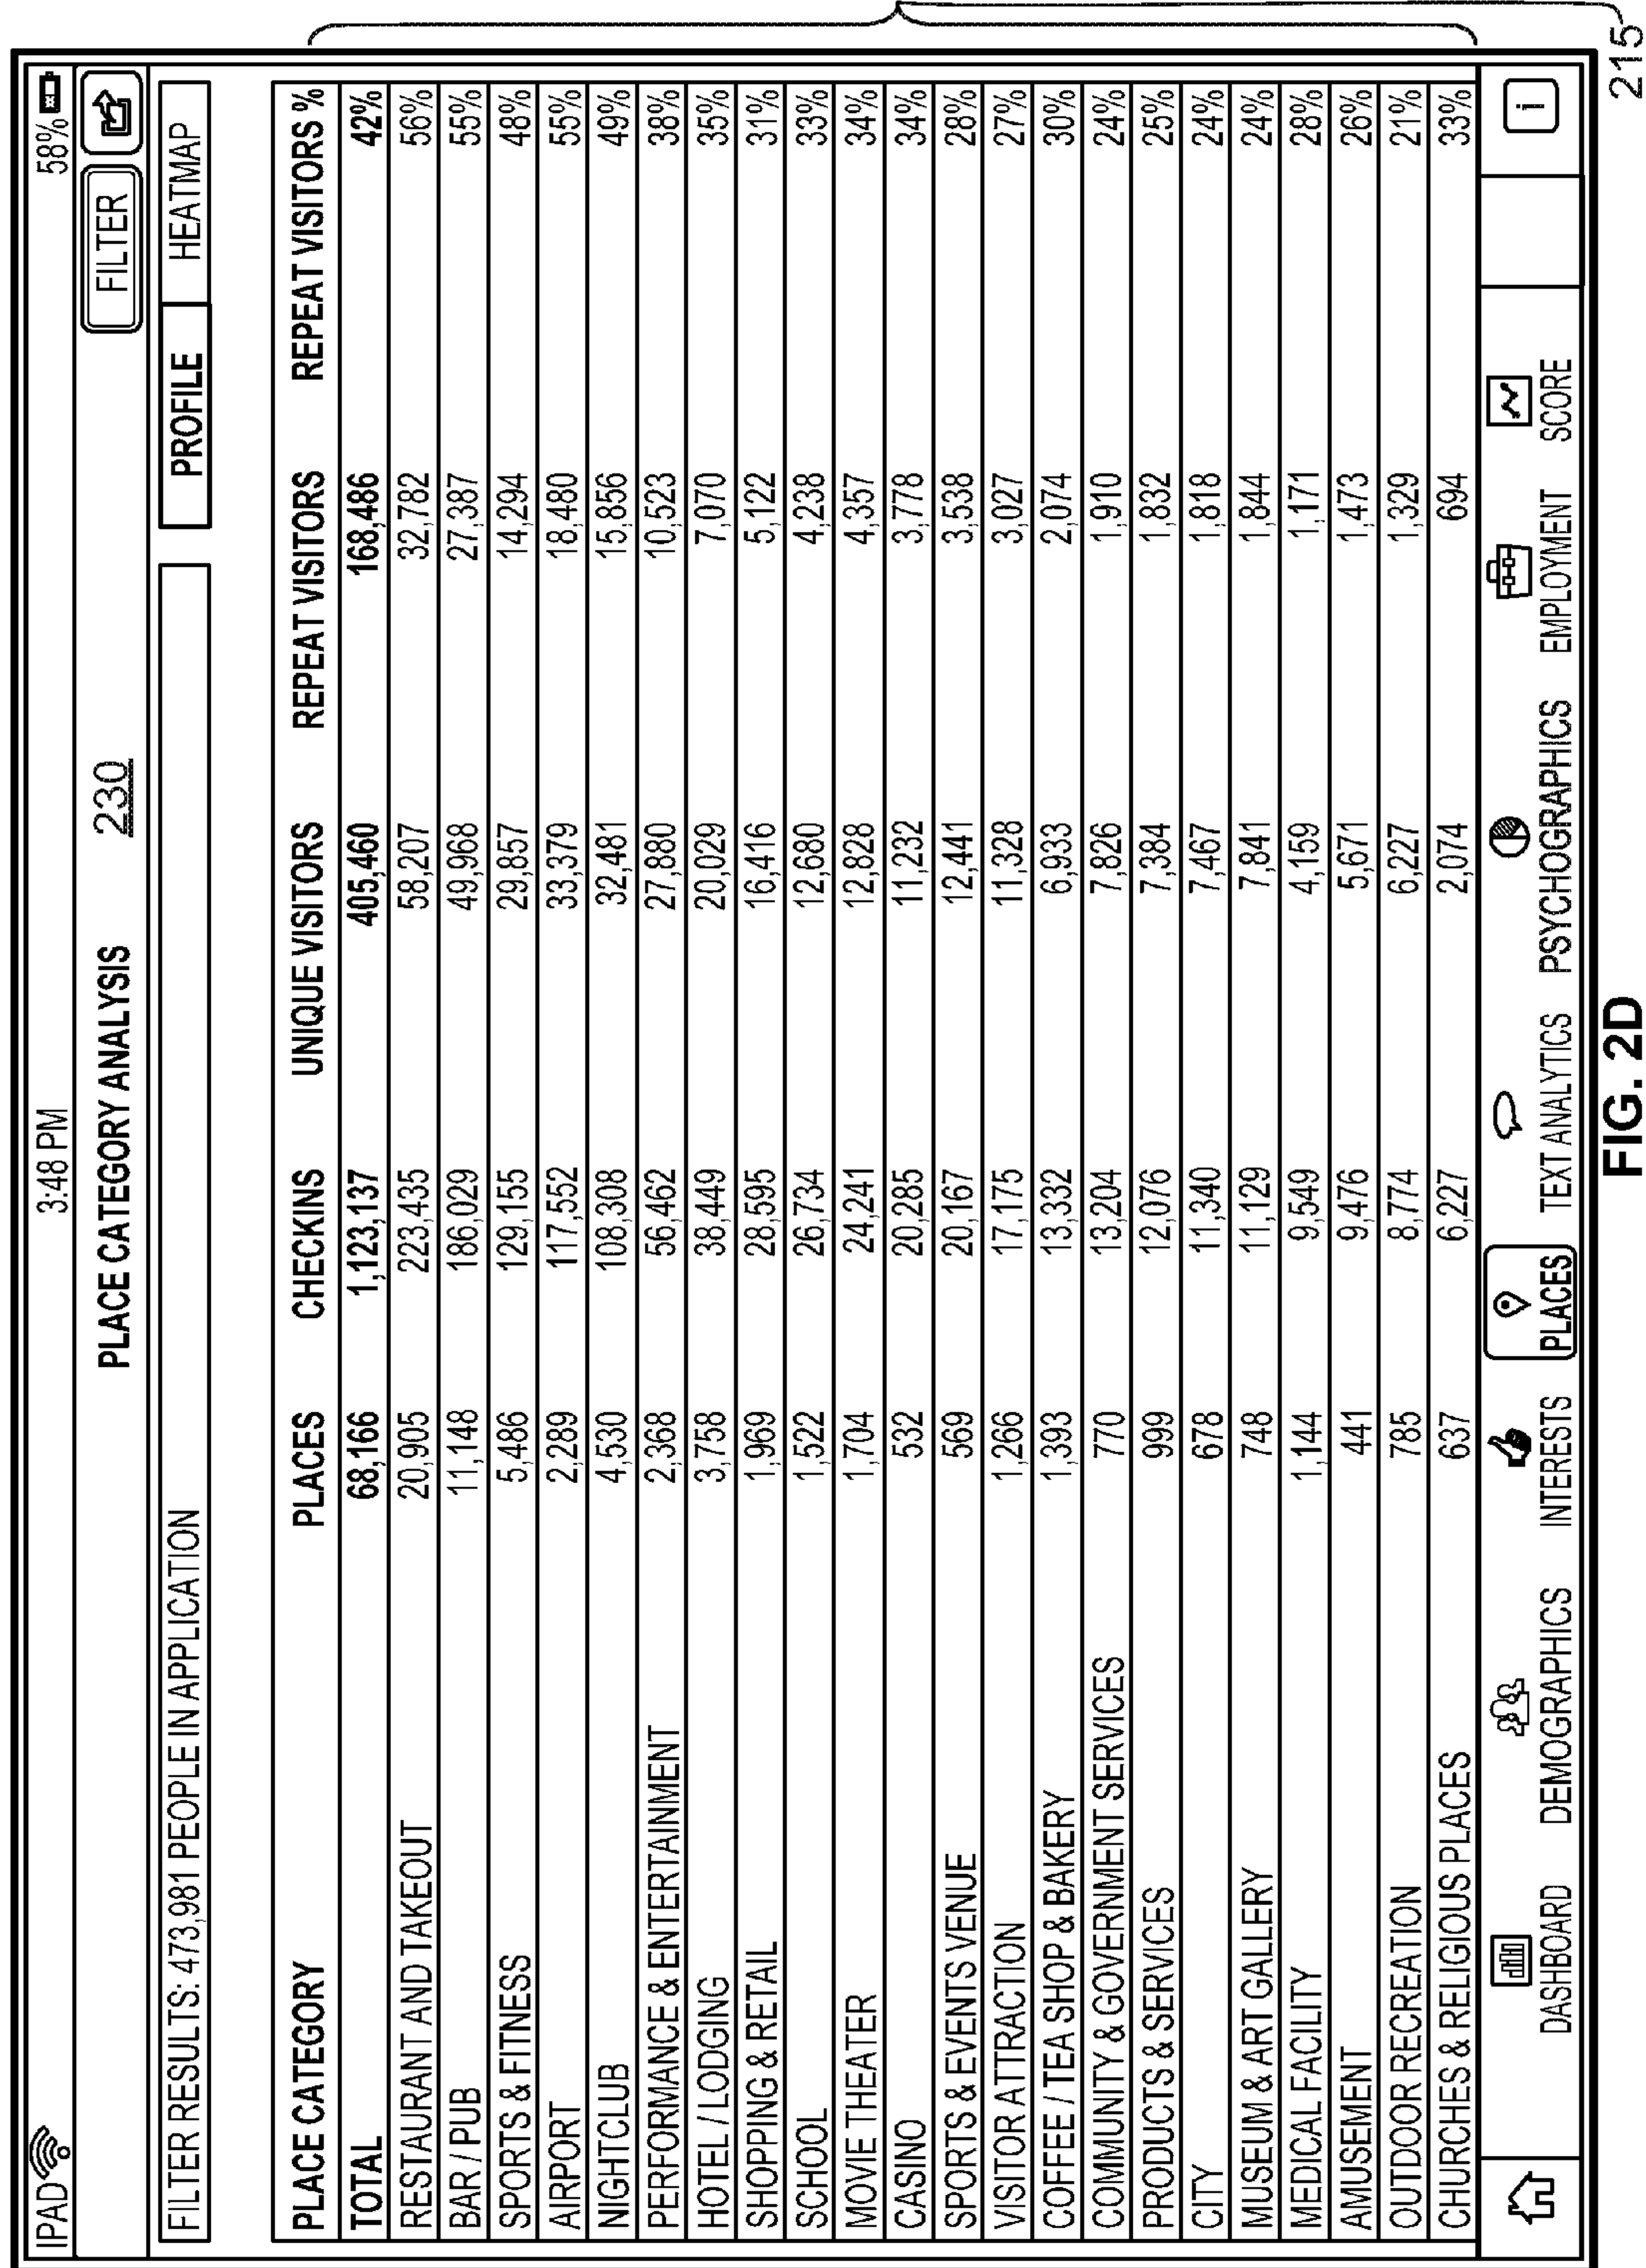 IPAD 3:48 PM 58%
PLACE CATEGORY ANALYSIS 230 FILTER
FILTER RESULTS: 473,981 PEOPLE IN APPLICATION PROFILE HEATMAP
PLACE CATEGORY PLACES CHECKINS UNIQUE VISITORS REPEAT VISITORS REPEAT VISITORS %
TOTAL 68,166 1,123,137 405,460 168,486 42%
RESTAURANT AND TAKEOUT 20,905 223,435 58,207 32,782 56%
BAR / PUB 11,148 186,029 49,968 27,387 55%
SPORTS & FITNESS 5,486 129,155 29,857 14,294 48%
AIRPORT 2,289 117,552 33,379 18,480 55%
NIGHTCLUB 4,530 108,308 32,481 15,856 49%
PERFORMANCE & ENTERTAINMENT 2,368 56,462 27,880 10,523 38%
HOTEL / LODGING 3,758 38,449 20,029 7,070 35%
SHOPPING & RETAIL 1,969 28,595 16,416 5,122 31%
SCHOOL 1,522 26,734 12,680 4,238 33%
MOVIE THEATER 1,704 24,241 12,828 4,357 34%
CASINO 532 20,285 11,232 3,778 34%
SPORTS & EVENTS VENUE 569 20,167 12,441 3,538 28%
VISITOR ATTRACTION 1,266 17,175 11,328 3,027 27%
COFFEE / TEA SHOP & BAKERY 1,393 13,332 6,933 2,074 30%
COMMUNITY & GOVERNMENT SERVICES 770 13,204 7,826 1,910 24%
PRODUCTS & SERVICES 999 12,076 7,384 1,832 25%
CITY 678 11,340 7,467 1,818 24%
MUSEUM & ART GALLERY 748 11,129 7,841 1,844 24%
MEDICAL FACILITY 1,144 9,549 4,159 1,171 28%
AMUSEMENT 441 9,476 5,671 1,473 26%
OUTDOOR RECREATION 785 8,774 6,227 1,329 21%
CHURCHES & RELIGIOUS PLACES 637 6,227 2,074 694 33%
i
DASHBOARD DEMOGRAPHICS INTERESTS PLACES TEXT ANALYTICS PSYCHOGRAPHICS EMPLOYMENT SCORE
215
FIG. 2D